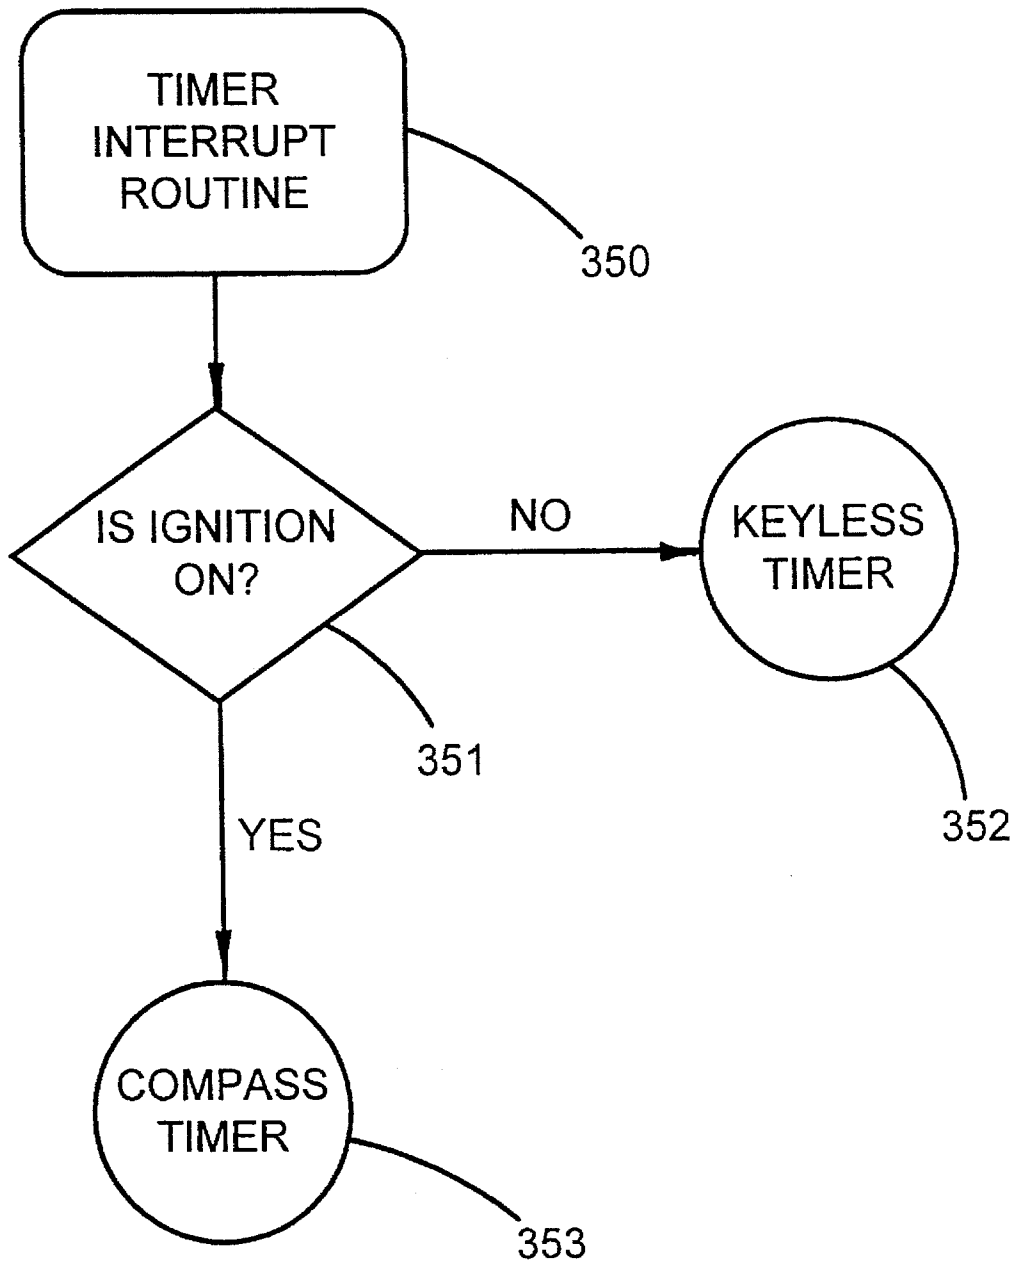 TIMER
INTERRUPT
ROUTINE
350
IS IGNITION
ON?
NO
KEYLESS
TIMER
351
352
YES
COMPASS
TIMER
353